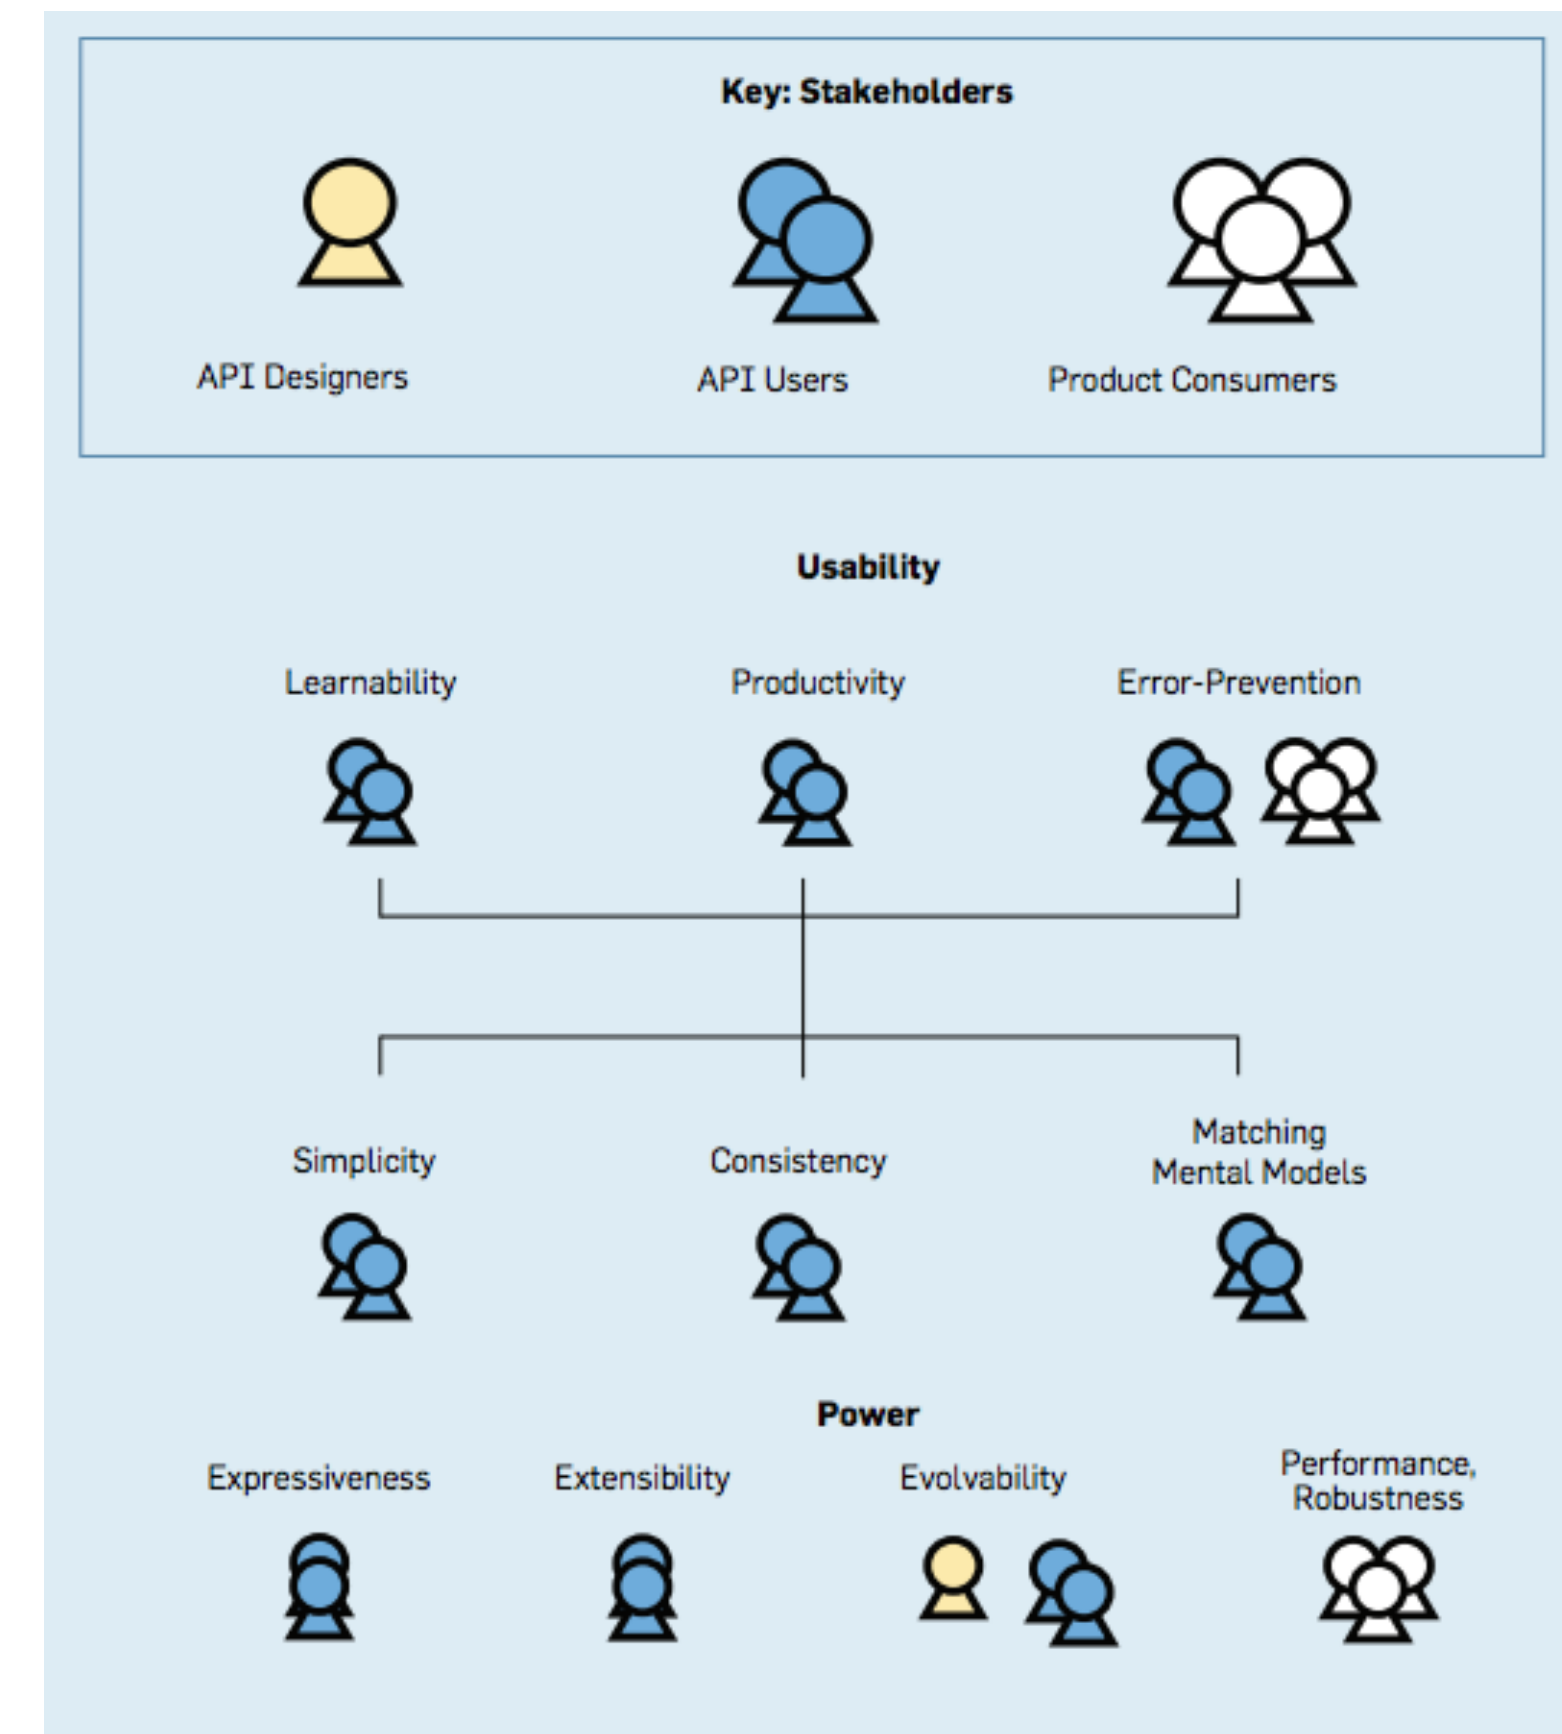 Key: Stakeholders
API Designers
API Users
Product Consumers
Usability
Learnability
Productivity
Error-Prevention
Simplicity
Consistency
Matching
Mental Models
Power
Expressiveness
Extensibility
Evolvability
Performance,
Robustness